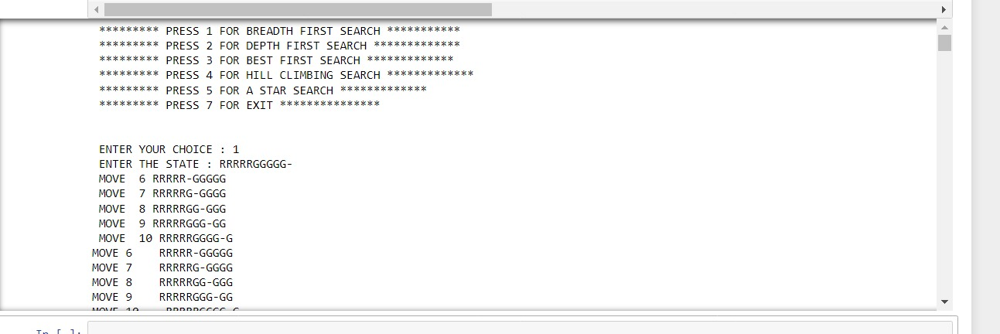 ********* PRESS 1 FOR BREADTH FIRST SEARCH ***********
********* PRESS 2 FOR DEPTH FIRST SEARCH *************
********* PRESS 3 FOR BEST FIRST SEARCH *************
********* PRESS 4 FOR HILL CLIMBING SEARCH *************
********* PRESS 5 FOR A STAR SEARCH *************
********* PRESS 7 FOR EXIT ***************
ENTER YOUR CHOICE : 1
ENTER THE STATE : RRRRRGGGGG-
MOVE  6 RRRRR-GGGGG
MOVE  7 RRRRRG-GGGG
MOVE  8 RRRRRGG-GGG
MOVE  9 RRRRRGGG-GG
MOVE  10 RRRRRGGGG-G
MOVE 6    RRRRR-GGGGG
MOVE 7    RRRRRG-GGGG
MOVE 8    RRRRRGG-GGG
MOVE 9    RRRRRGGG-GG
MOVE 10    RRRRRGGGG-G
In [ ]: